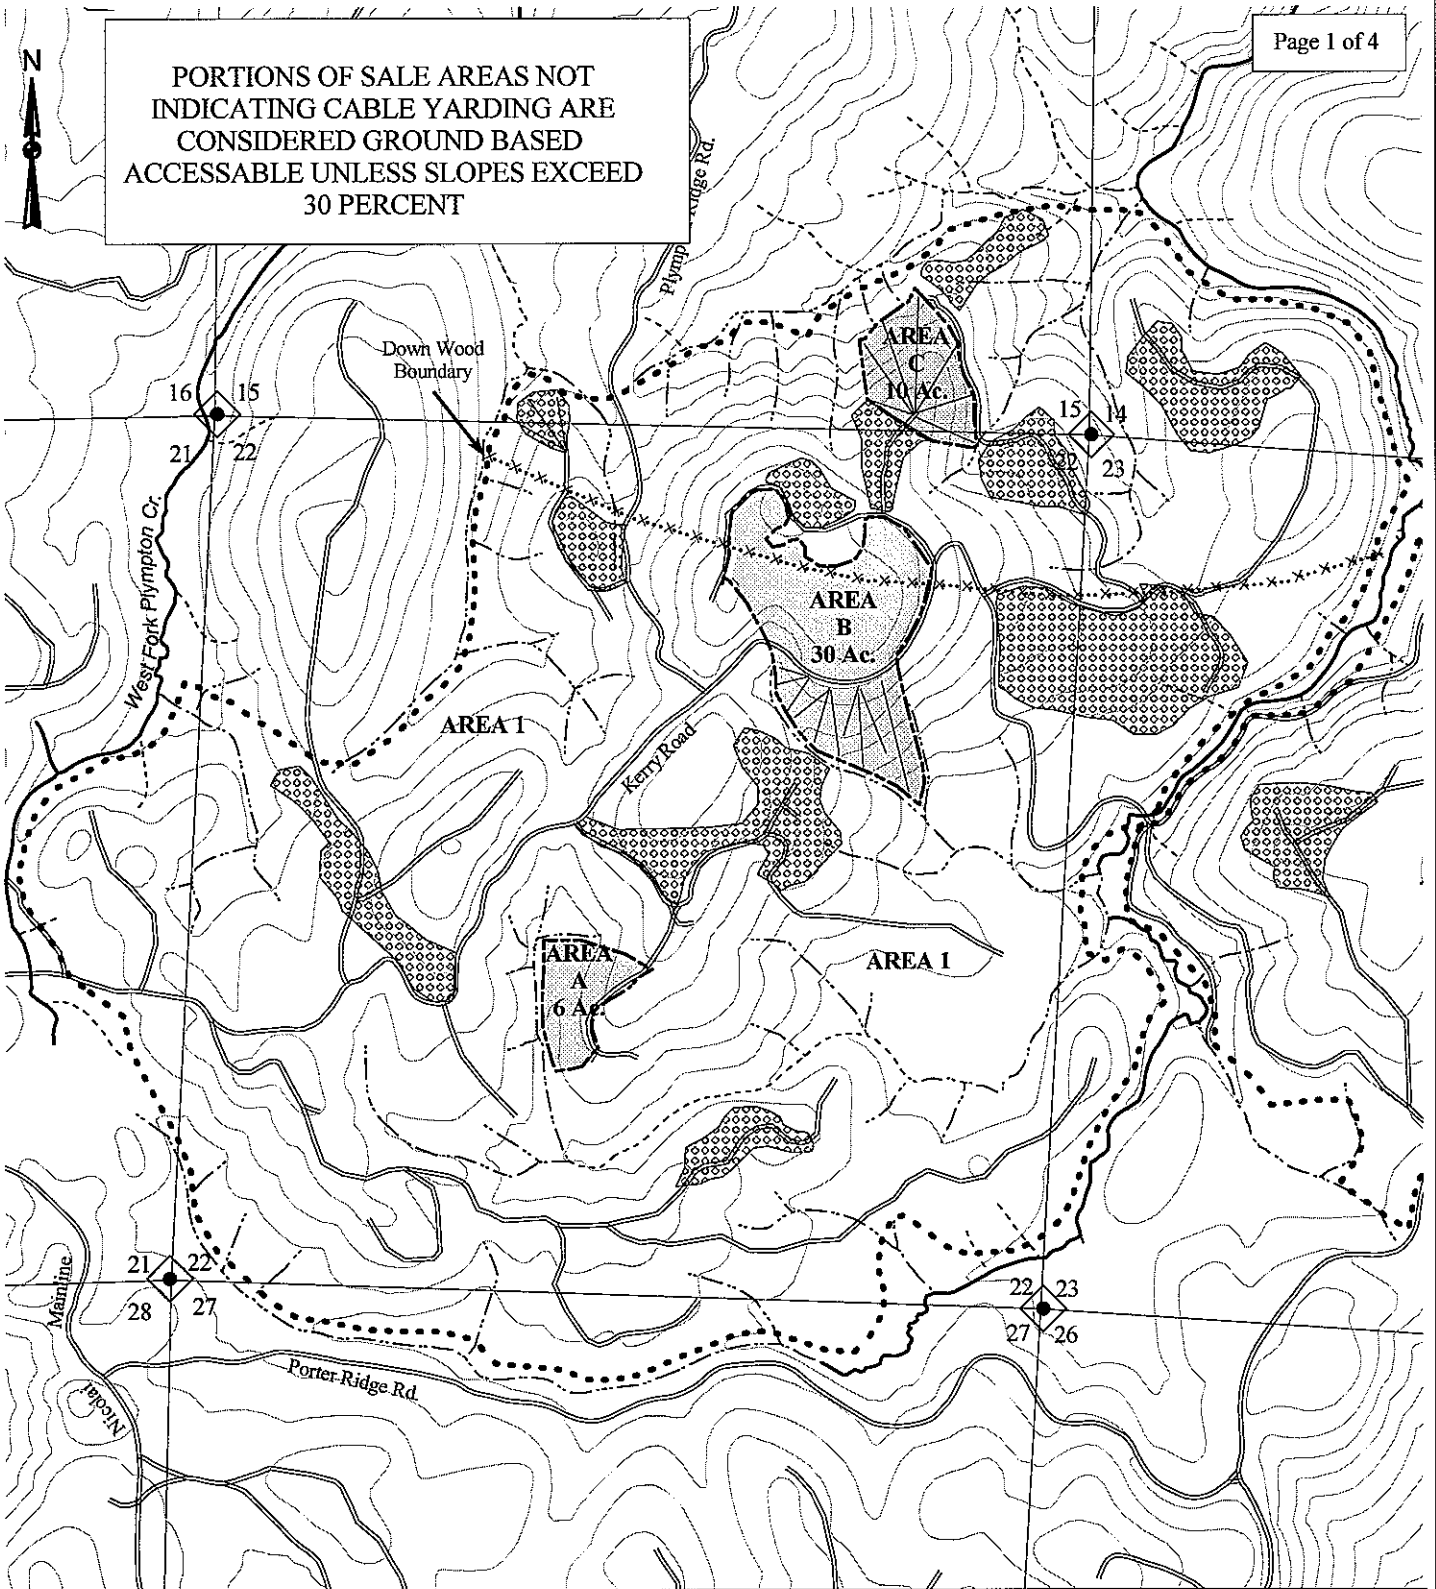 Page 1 of 4
N
PORTIONS OF SALE AREAS NOT
INDICATING CABLE YARDING ARE
CONSIDERED GROUND BASED
ACCESSABLE UNLESS SLOPES EXCEED
30 PERCENT
Plymp
Ridge Rd.
Down Wood
Boundary
AREA
C
10 Ac.
16 15
21 22
15 14
22 23
West Fork Plympton Cr.
AREA
B
30 Ac.
AREA 1
Kerry Road
AREA
A
6 Ac.
AREA 1
21 22
28 27
22 23
27 26
Mainline
Nicolai
Porter Ridge Rd.